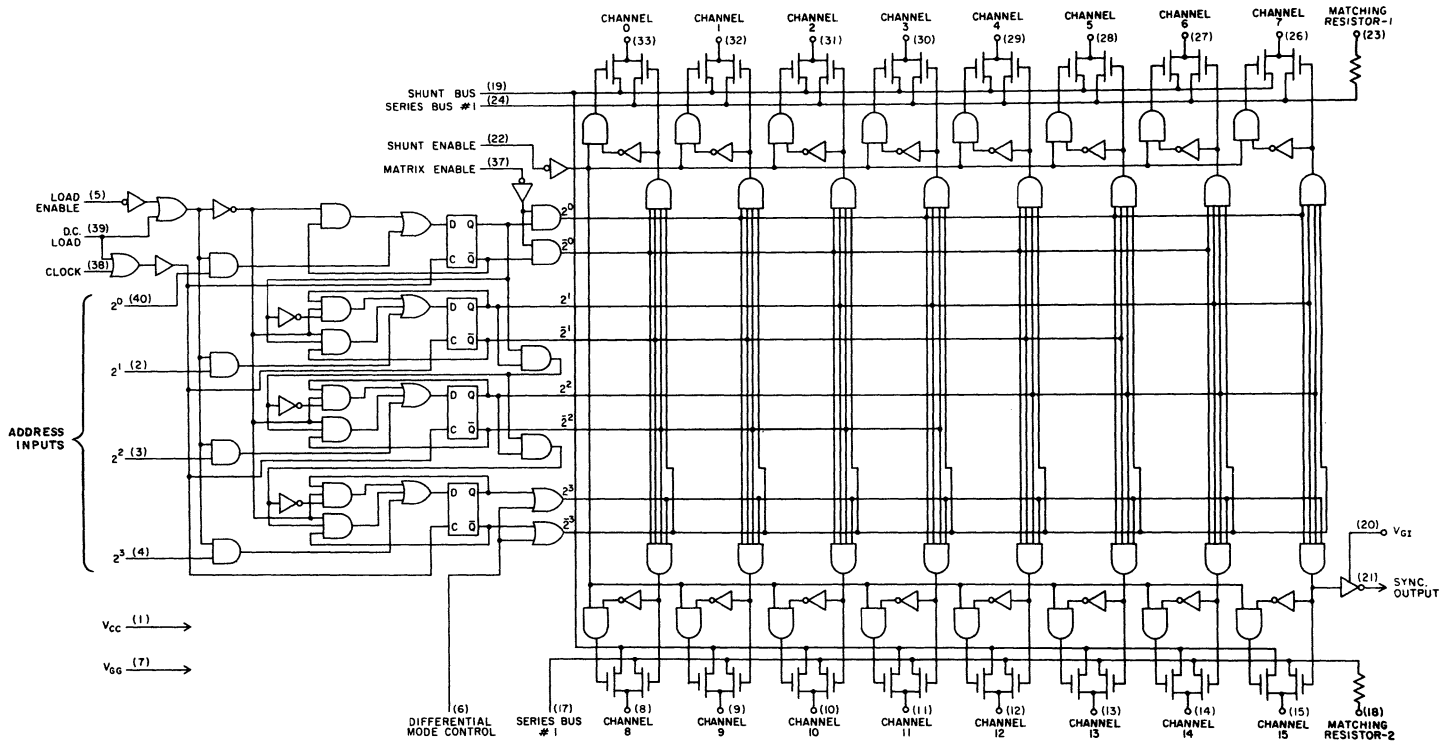 CHANNEL 0 (33)
CHANNEL 1 (32)
CHANNEL 2 (31)
CHANNEL 3 (30)
CHANNEL 4 (29)
CHANNEL 5 (28)
CHANNEL 6 (27)
CHANNEL 7 (26)
MATCHING RESISTOR-1 (23)
SHUNT BUS (19)
SERIES BUS #1 (24)
SHUNT ENABLE (22)
MATRIX ENABLE (37)
LOAD ENABLE (5)
D.C. LOAD (39)
CLOCK (38)
ADDRESS INPUTS
2⁰ (40)
2¹ (2)
2² (3)
2³ (4)
D Q
C Q̅
D Q
C Q̅
D Q
C Q̅
D Q
C Q̅
2⁰
2̅⁰
2¹
2̅¹
2²
2̅²
2³
2̅³
(20) V_GI
(21) SYNC. OUTPUT
V_CC (1)
V_GG (7)
(6) DIFFERENTIAL MODE CONTROL
(17) SERIES BUS #1
(8) CHANNEL 8
(9) CHANNEL 9
(10) CHANNEL 10
(11) CHANNEL 11
(12) CHANNEL 12
(13) CHANNEL 13
(14) CHANNEL 14
(15) CHANNEL 15
(18) MATCHING RESISTOR-2